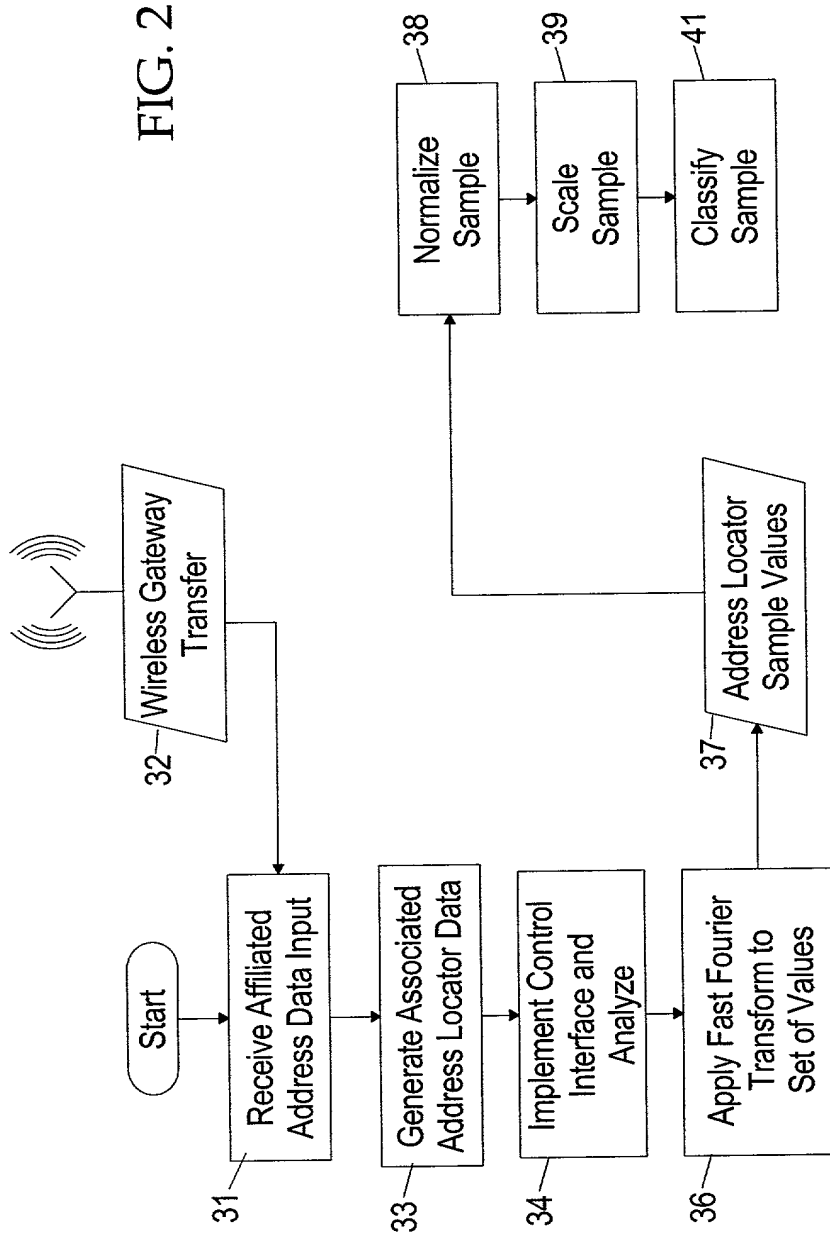 FIG. 2
Start
Wireless Gateway
Transfer
32
Receive Affiliated
Address Data Input
31
Generate Associated
Address Locator Data
33
Implement Control
Interface and
Analyze
34
Apply Fast Fourier
Transform to
Set of Values
36
Address Locator
Sample Values
37
Normalize
Sample
38
Scale
Sample
39
Classify
Sample
41